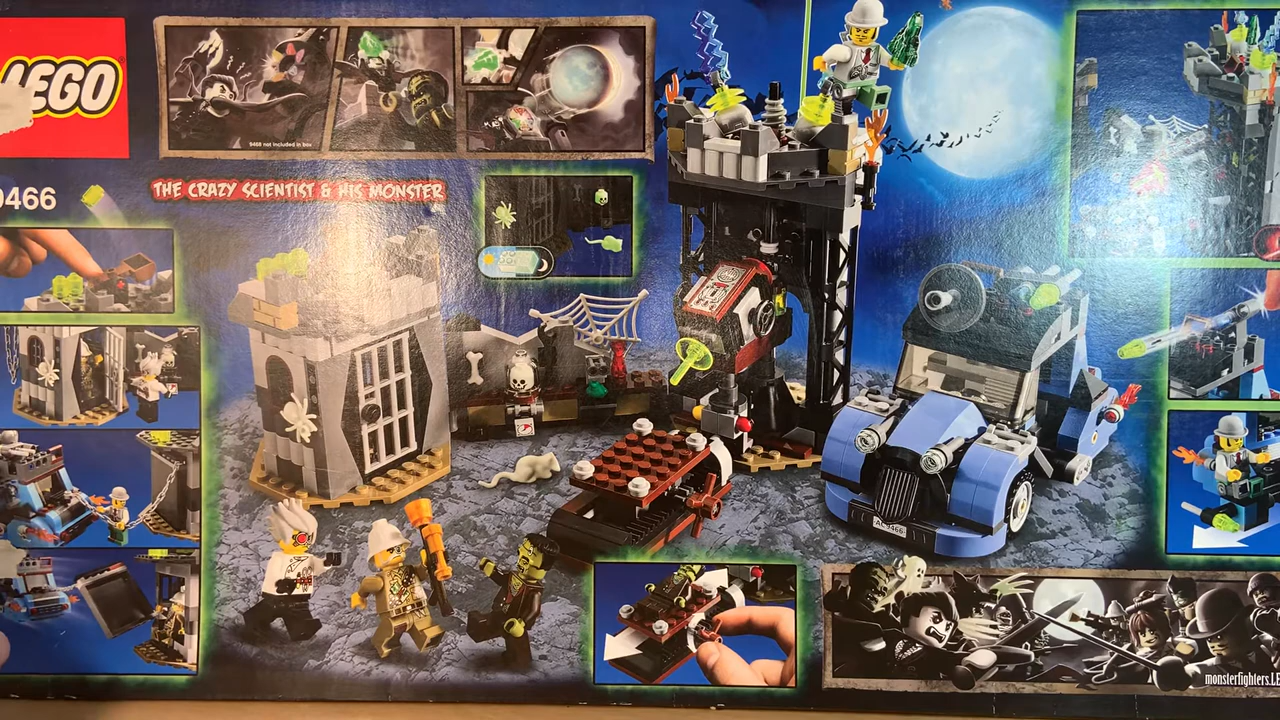 LEGO
9468 not included in box
9466
THE CRAZY SCIENTIST & HIS MONSTER
monsterfighters.LE